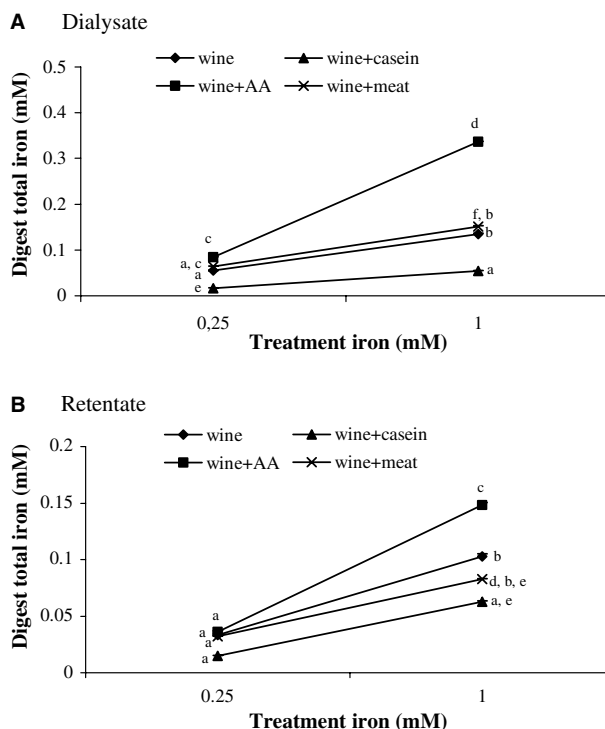 A Dialysate
wine wine+casein
wine+AA wine+meat
0.5
0.4
0.3
0.2
0.1
0
Digest total iron (mM)
c
a, c
a
e
d
f, b
b
a
0,25 1
Treatment iron (mM)
B Retentate
wine wine+casein
wine+AA wine+meat
0.2
0.15
0.1
0.05
0
Digest total iron (mM)
a
a
a
a
c
b
d, b, e
a, e
0.25 1
Treatment iron (mM)